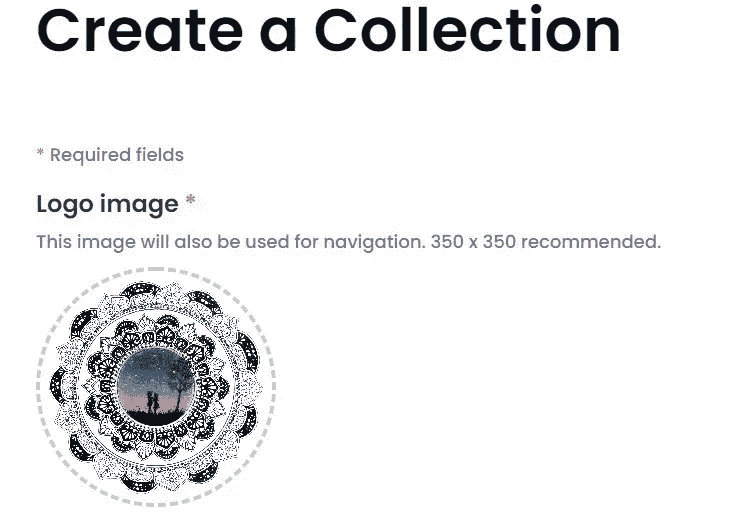 Create a Collection
* Required fields
Logo image *
This image will also be used for navigation. 350 x 350 recommended.